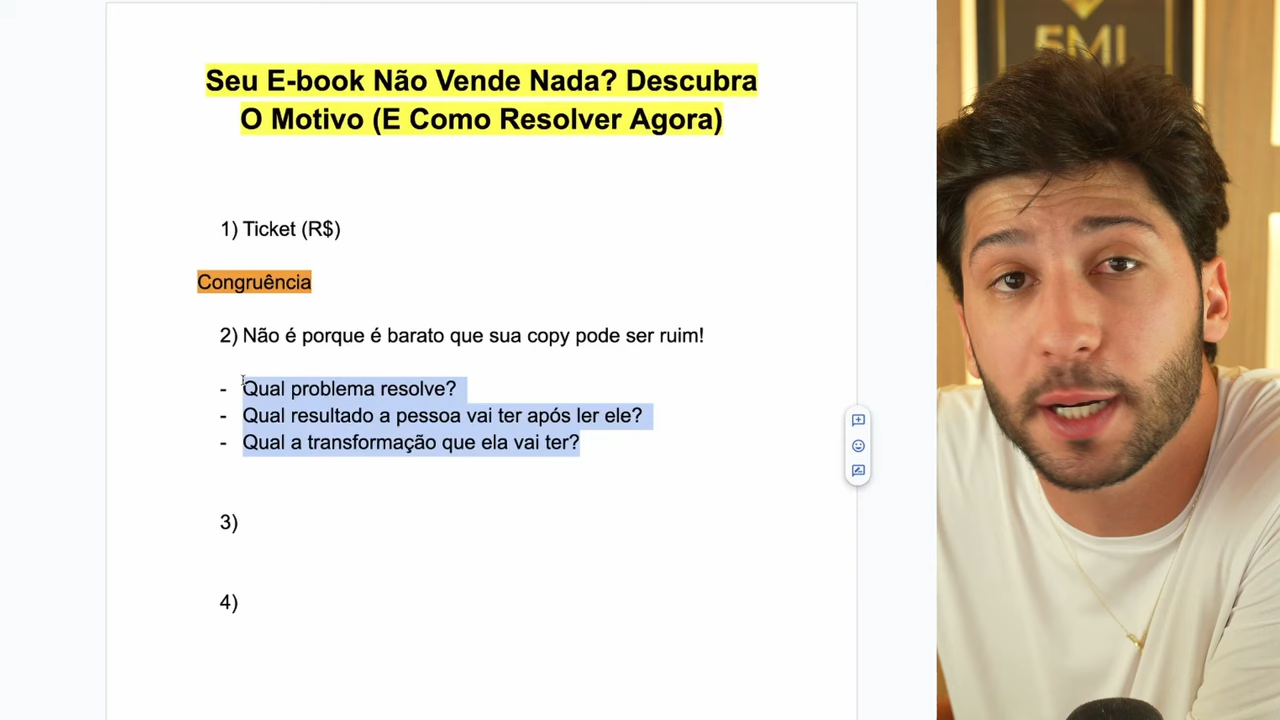 Seu E-book Não Vende Nada? Descubra
O Motivo (E Como Resolver Agora)
1) Ticket (R$)
Congruência
2) Não é porque é barato que sua copy pode ser ruim!
- Qual problema resolve?
- Qual resultado a pessoa vai ter após ler ele?
- Qual a transformação que ela vai ter?
3)
4)
5MI